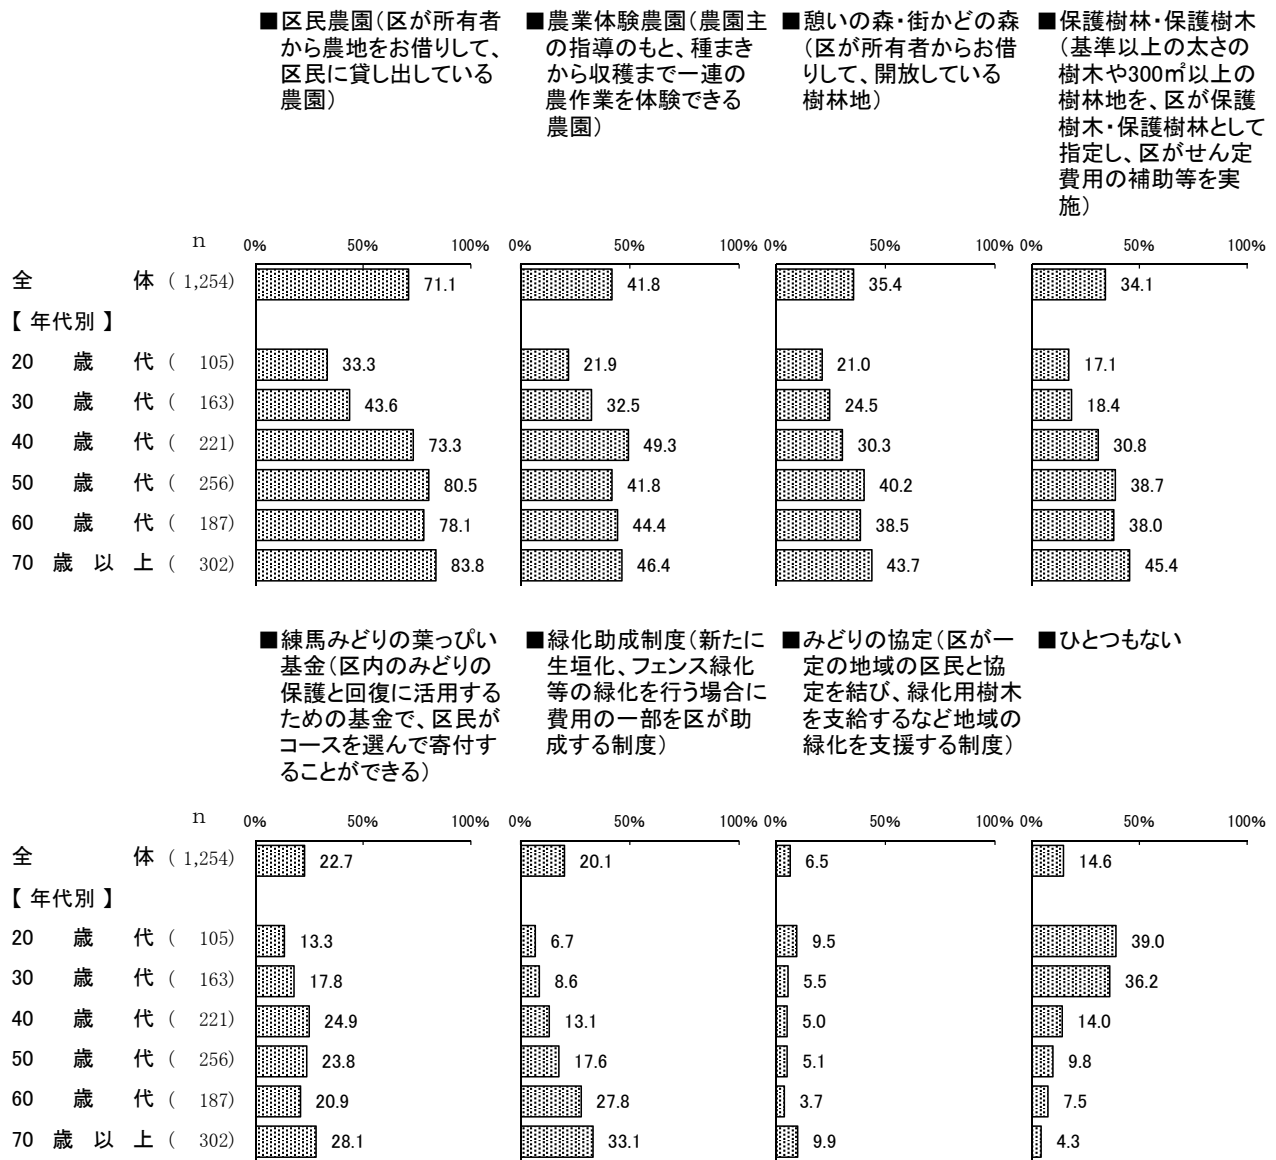 ■区民農園（区が所有者
から農地をお借りして、
区民に貸し出している
農園）
■農業体験農園（農園主
の指導のもと、種まき
から収穫まで一連の
農作業を体験できる
農園）
■憩いの森・街かどの森
（区が所有者からお借
りして、開放している
樹林地）
■保護樹林・保護樹木
（基準以上の太さの
樹木や300㎡以上の
樹林地を、区が保護
樹木・保護樹林として
指定し、区がせん定
費用の補助等を実
施）
n 0% 50% 100% 0% 50% 100% 0% 50% 100% 0% 50% 100%
全 体 ( 1,254) 71.1 41.8 35.4 34.1
【 年代別 】
20 歳 代 ( 105) 33.3 21.9 21.0 17.1
30 歳 代 ( 163) 43.6 32.5 24.5 18.4
40 歳 代 ( 221) 73.3 49.3 30.3 30.8
50 歳 代 ( 256) 80.5 41.8 40.2 38.7
60 歳 代 ( 187) 78.1 44.4 38.5 38.0
70 歳 以 上 ( 302) 83.8 46.4 43.7 45.4
■練馬みどりの葉っぴい
基金（区内のみどりの
保護と回復に活用する
ための基金で、区民が
コースを選んで寄付す
ることができる）
■緑化助成制度（新たに
生垣化、フェンス緑化
等の緑化を行う場合に
費用の一部を区が助
成する制度）
■みどりの協定（区が一
定の地域の区民と協
定を結び、緑化用樹木
を支給するなど地域の
緑化を支援する制度）
■ひとつもない
n 0% 50% 100% 0% 50% 100% 0% 50% 100% 0% 50% 100%
全 体 ( 1,254) 22.7 20.1 6.5 14.6
【 年代別 】
20 歳 代 ( 105) 13.3 6.7 9.5 39.0
30 歳 代 ( 163) 17.8 8.6 5.5 36.2
40 歳 代 ( 221) 24.9 13.1 5.0 14.0
50 歳 代 ( 256) 23.8 17.6 5.1 9.8
60 歳 代 ( 187) 20.9 27.8 3.7 7.5
70 歳 以 上 ( 302) 28.1 33.1 9.9 4.3